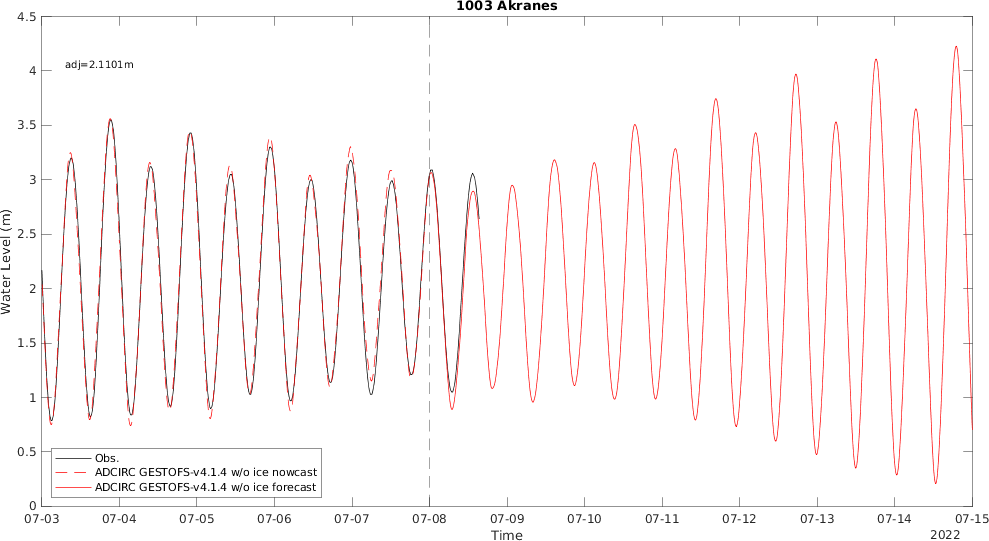 1003 Akranes
4.5
adj=2.1101m
4
3.5
3
2.5
2
1.5
1
0.5
0
Water Level (m)
Obs.
ADCIRC GESTOFS-v4.1.4 w/o ice nowcast
ADCIRC GESTOFS-v4.1.4 w/o ice forecast
07-03 07-04 07-05 07-06 07-07 07-08 07-09 07-10 07-11 07-12 07-13 07-14 07-15
Time
2022